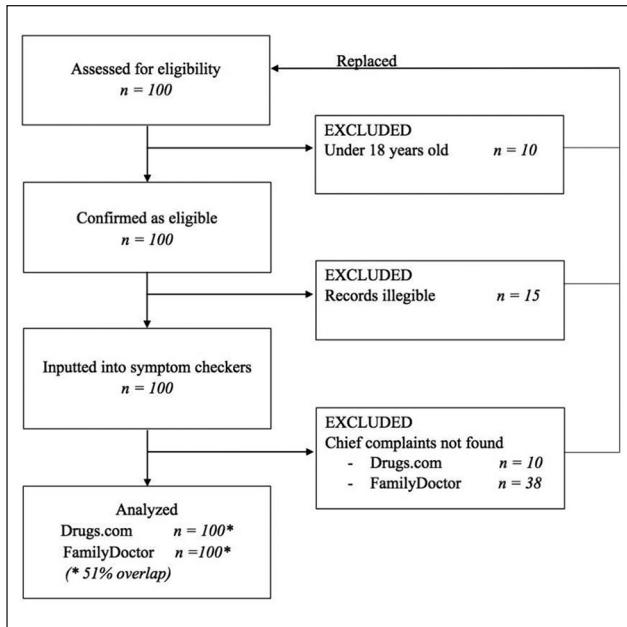 Assessed for eligibility
n = 100
Replaced
EXCLUDED
Under 18 years old n = 10
Confirmed as eligible
n = 100
EXCLUDED
Records illegible n = 15
Inputted into symptom checkers
n = 100
EXCLUDED
Chief complaints not found
- Drugs.com n = 10
- FamilyDoctor n = 38
Analyzed
Drugs.com n = 100*
FamilyDoctor n =100*
(* 51% overlap)